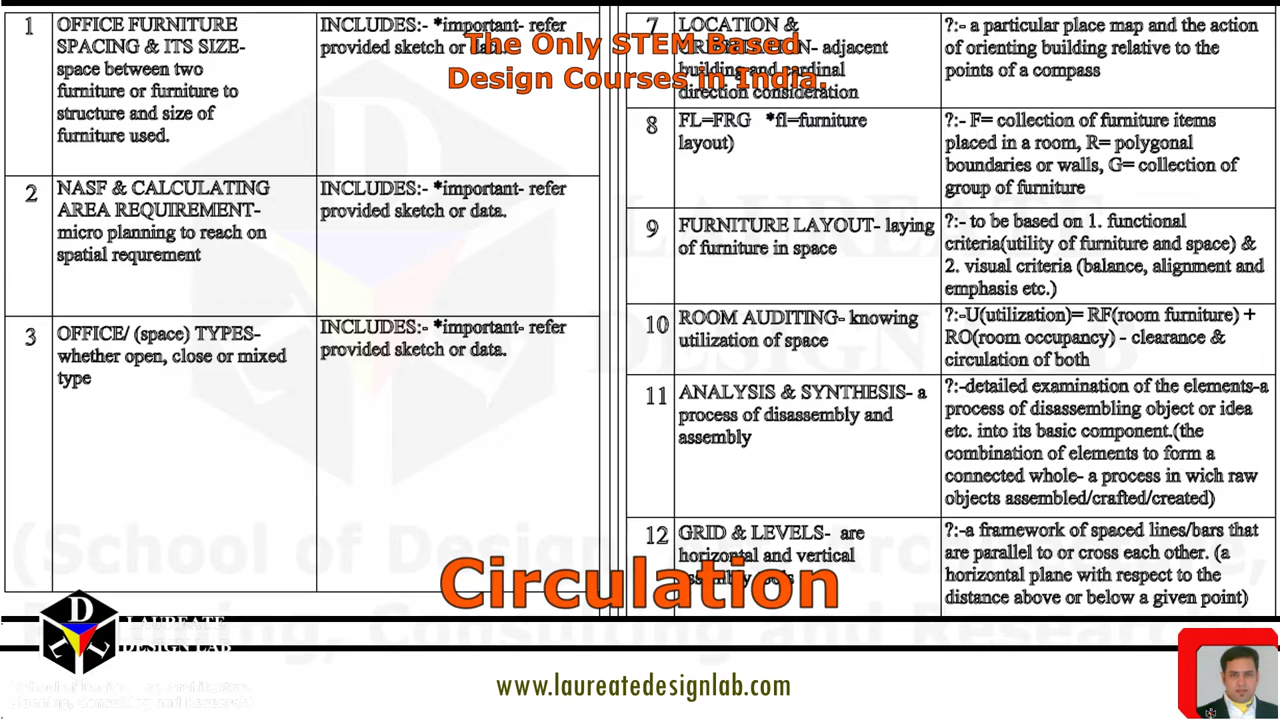 1
OFFICE FURNITURE
SPACING & ITS SIZE-
space between two
furniture or furniture to
structure and size of
furniture used.
INCLUDES:- *important- refer
provided sketch or data.
2
NASF & CALCULATING
AREA REQUIREMENT-
micro planning to reach on
spatial requrement
INCLUDES:- *important- refer
provided sketch or data.
3
OFFICE/ (space) TYPES-
whether open, close or mixed
type
INCLUDES:- *important- refer
provided sketch or data.
The Only STEM Based
Design Courses in India.
7
LOCATION &
adjacent
building and cardinal
direction consideration
?:- a particular place map and the action
of orienting building relative to the
points of a compass
8
FL=FRG *fl=furniture
layout)
?:- F= collection of furniture items
placed in a room, R= polygonal
boundaries or walls, G= collection of
group of furniture
9
FURNITURE LAYOUT- laying
of furniture in space
?:- to be based on 1. functional
criteria(utility of furniture and space) &
2. visual criteria (balance, alignment and
emphasis etc.)
10
ROOM AUDITING- knowing
utilization of space
?:-U(utilization)= RF(room furniture) +
RO(room occupancy) - clearance &
circulation of both
11
ANALYSIS & SYNTHESIS- a
process of disassembly and
assembly
?:-detailed examination of the elements-a
process of disassembling object or idea
etc. into its basic component.(the
combination of elements to form a
connected whole- a process in wich raw
objects assembled/crafted/created)
12
GRID & LEVELS- are
horizontal and vertical
?:-a framework of spaced lines/bars that
are parallel to or cross each other. (a
horizontal plane with respect to the
distance above or below a given point)
Circulation
LAUREATE
DESIGN LAB
www.laureatedesignlab.com